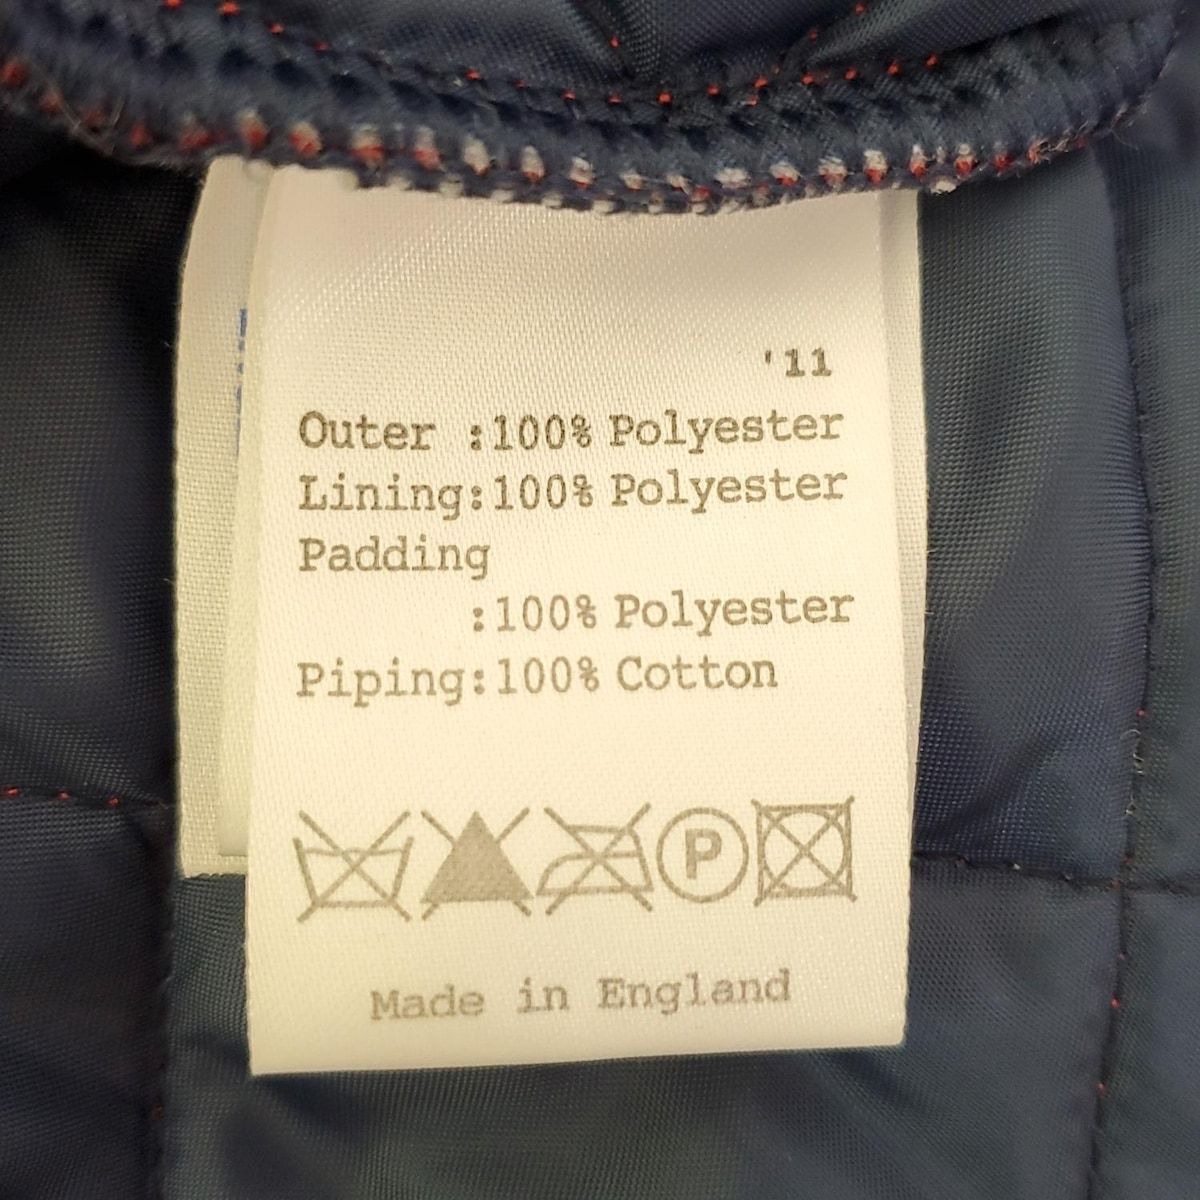 '11
Outer :100% Polyester
Lining:100% Polyester
Padding
:100% Polyester
Piping:100% Cotton
P
Made in England